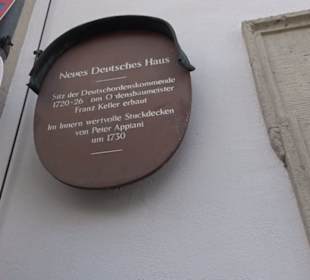 Neues Deutsches Haus
Sitz der Deutschordenskommende
1720-26 vom Ordensbaumeister
Franz Keller erbaut
Im Innern wertvolle Stuckdecken
von Peter Appiani
um 1730